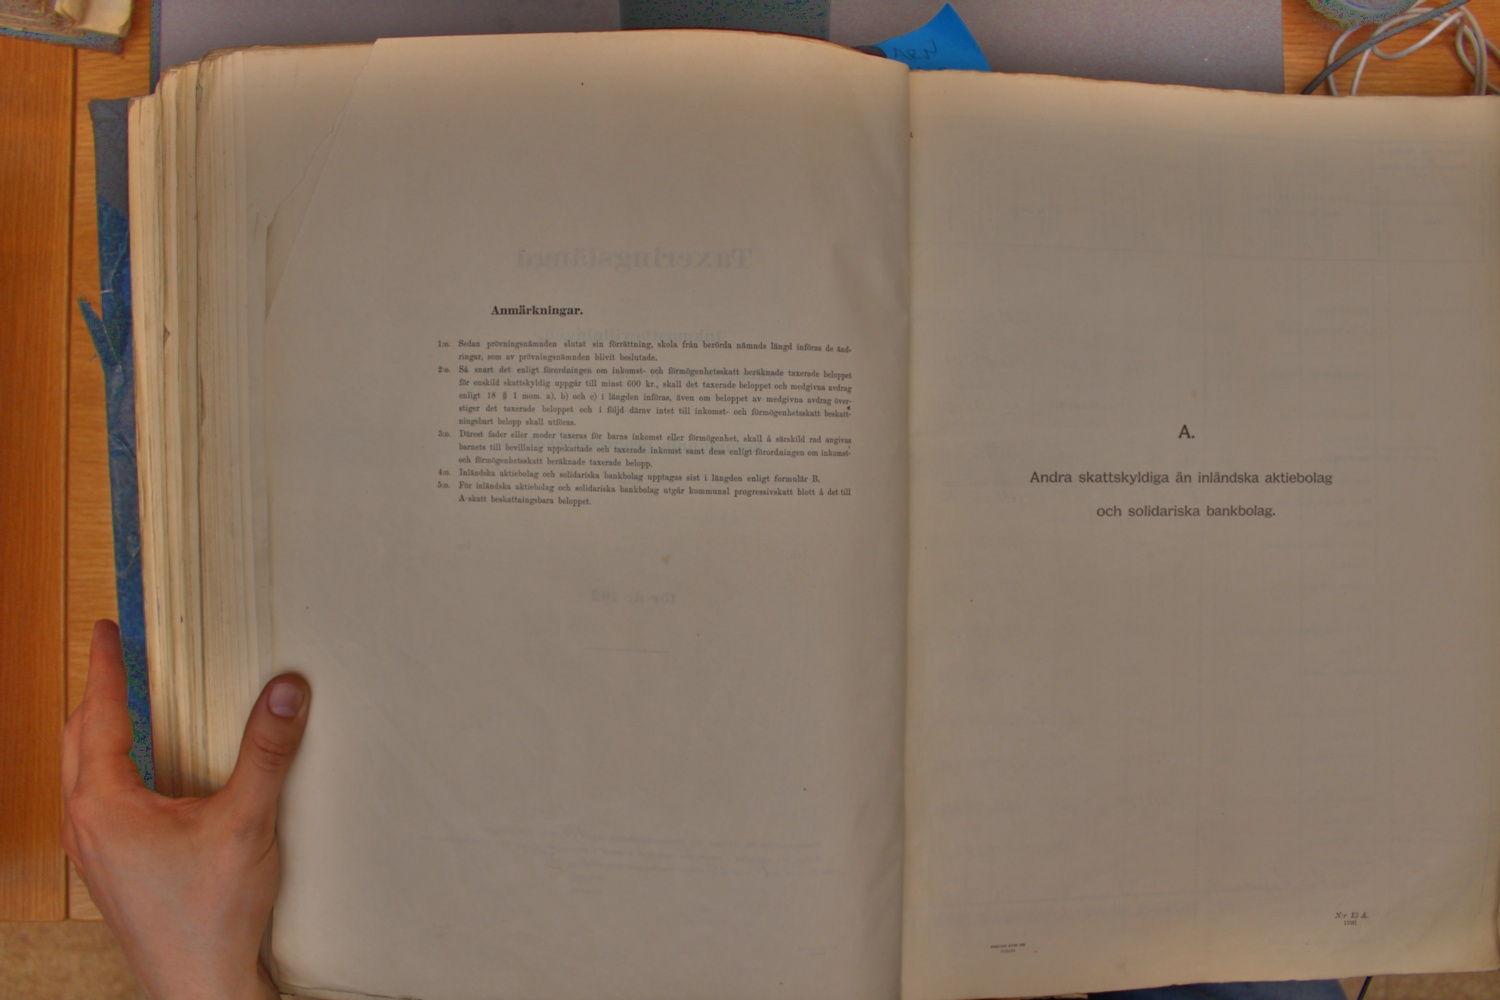 Anmärkningar.
1:o. Sedan prövningsnämnden slutat sin förrättning, skola från berörda nämnds längd införas de änd-
ringar, som av prövningsnämnden blivit beslutade.
2:o. Så snart det enligt förordningen om inkomst- och förmögenhetsskatt beräknade taxerade beloppet
för enskild skattskyldig uppgår till minst 600 kr., skall det taxerade beloppet och medgivna avdrag
enligt 18 § 1 mom. a), b) och c) i längden införas, även om beloppet av medgivna avdrag över-
stiger det taxerade beloppet och i följd därav intet till inkomst- och förmögenhetsskatt beskatt-
ningsbart belopp skall utföras.
3:o. Därest fader eller moder taxeras för barns inkomst eller förmögenhet, skall å särskild rad angivas
barnets till bevillning uppskattade och taxerade inkomst samt dess enligt förordningen om inkomst-
och förmögenhetsskatt beräknade taxerade belopp.
4:o. Inländska aktiebolag och solidariska bankbolag upptagas sist i längden enligt formulär B.
5:o. För inländska aktiebolag och solidariska bankbolag utgår kommunal progressivskatt blott å det till
A-skatt beskattningsbara beloppet.
A.
Andra skattskyldiga än inländska aktiebolag
och solidariska bankbolag.
Nr 13 A.